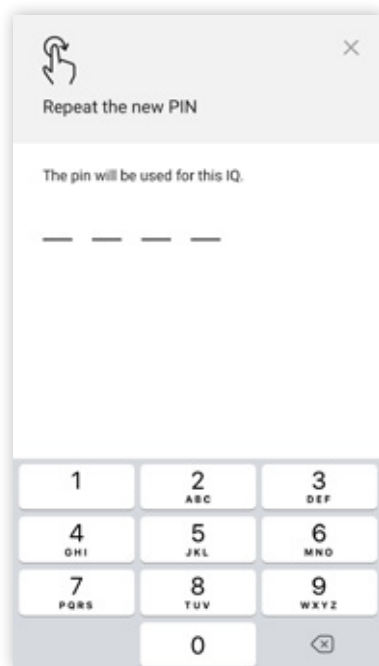 Repeat the new PIN
The pin will be used for this IQ.
1 2 3
ABC DEF
4 5 6
GHI JKL MNO
7 8 9
PQRS TUV WXYZ
0